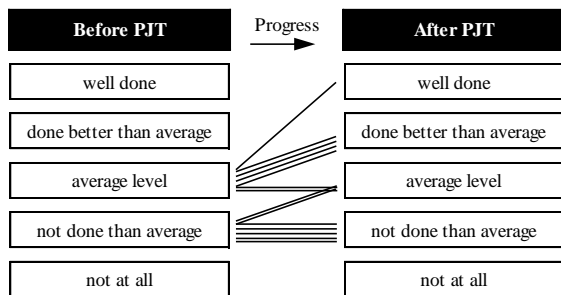 Before PJT Progress After PJT
well done well done
done better than average done better than average
average level average level
not done than average not done than average
not at all not at all